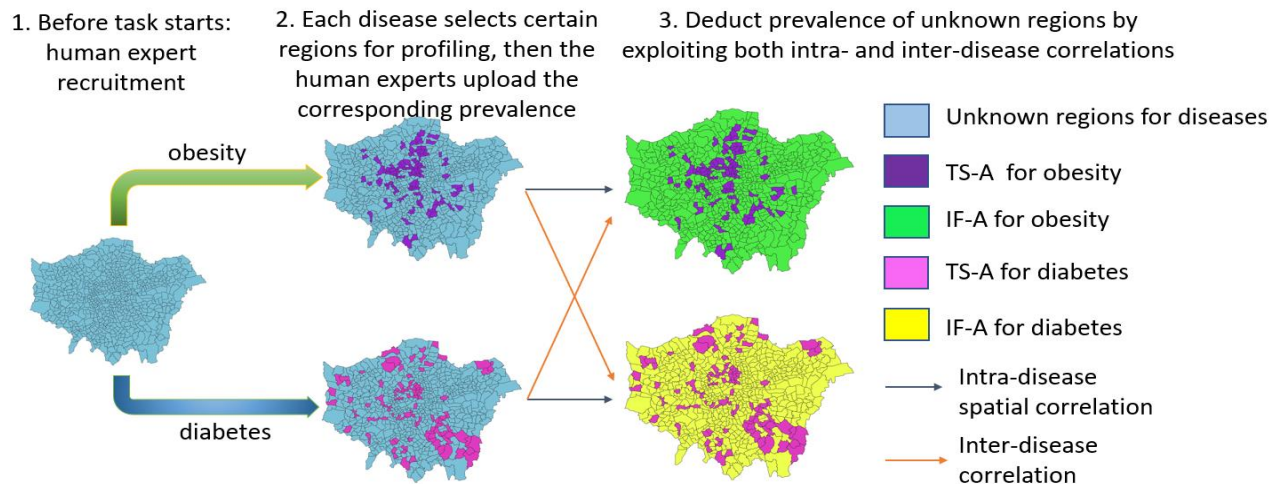 1. Before task starts:
human expert
recruitment
2. Each disease selects certain
regions for profiling, then the
human experts upload the
corresponding prevalence
3. Deduct prevalence of unknown regions by
exploiting both intra- and inter-disease correlations
obesity
diabetes
Unknown regions for diseases
TS-A for obesity
IF-A for obesity
TS-A for diabetes
IF-A for diabetes
Intra-disease
spatial correlation
Inter-disease
correlation